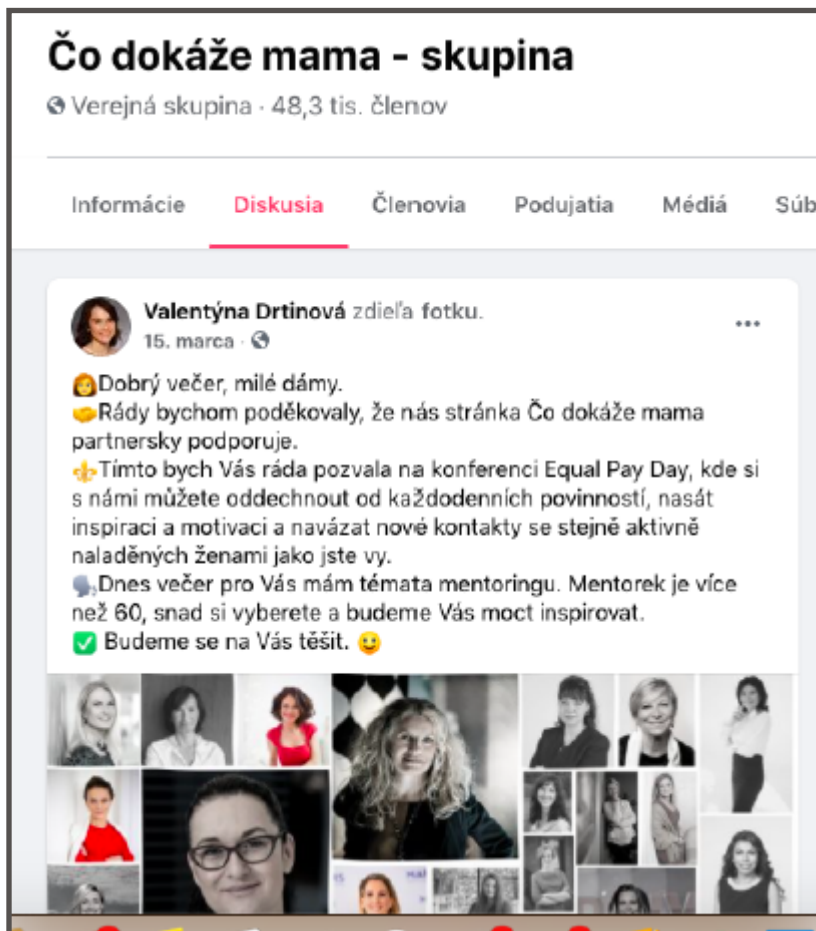 Čo dokáže mama - skupina
Verejná skupina · 48,3 tis. členov
Informácie Diskusia Členovia Podujatia Médiá Súb
Valentýna Drtinová zdieľa fotku.
15. marca ·
Dobrý večer, milé dámy.
Rády bychom poděkovaly, že nás stránka Čo dokáže mama
partnersky podporuje.
Tímto bych Vás ráda pozvala na konferenci Equal Pay Day, kde si
s námi můžete oddechnout od každodenních povinností, nasát
inspiraci a motivaci a navázat nové kontakty se stejně aktivně
naladěných ženami jako jste vy.
Dnes večer pro Vás mám témata mentoringu. Mentorek je více
než 60, snad si vyberete a budeme Vás moct inspirovat.
Budeme se na Vás těšit.